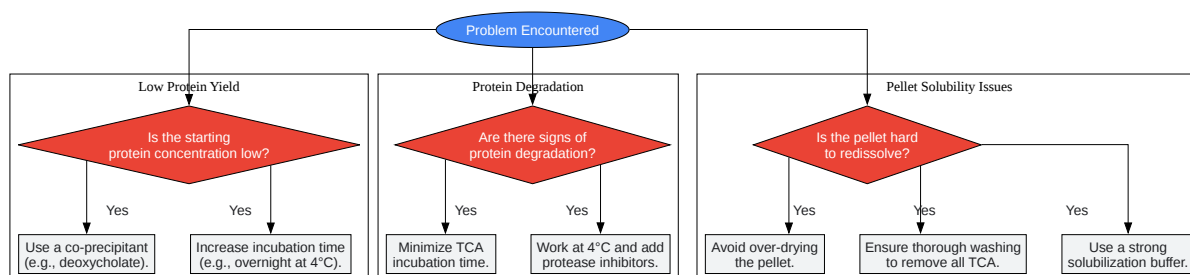 Problem Encountered
Low Protein Yield
Protein Degradation
Pellet Solubility Issues
Is the starting
protein concentration low?
Are there signs of
protein degradation?
Is the pellet hard
to redissolve?
Yes
Yes
Yes
Yes
Yes
Yes
Yes
Use a co-precipitant
(e.g., deoxycholate).
Increase incubation time
(e.g., overnight at 4°C).
Minimize TCA
incubation time.
Work at 4°C and add
protease inhibitors.
Avoid over-drying
the pellet.
Ensure thorough washing
to remove all TCA.
Use a strong
solubilization buffer.